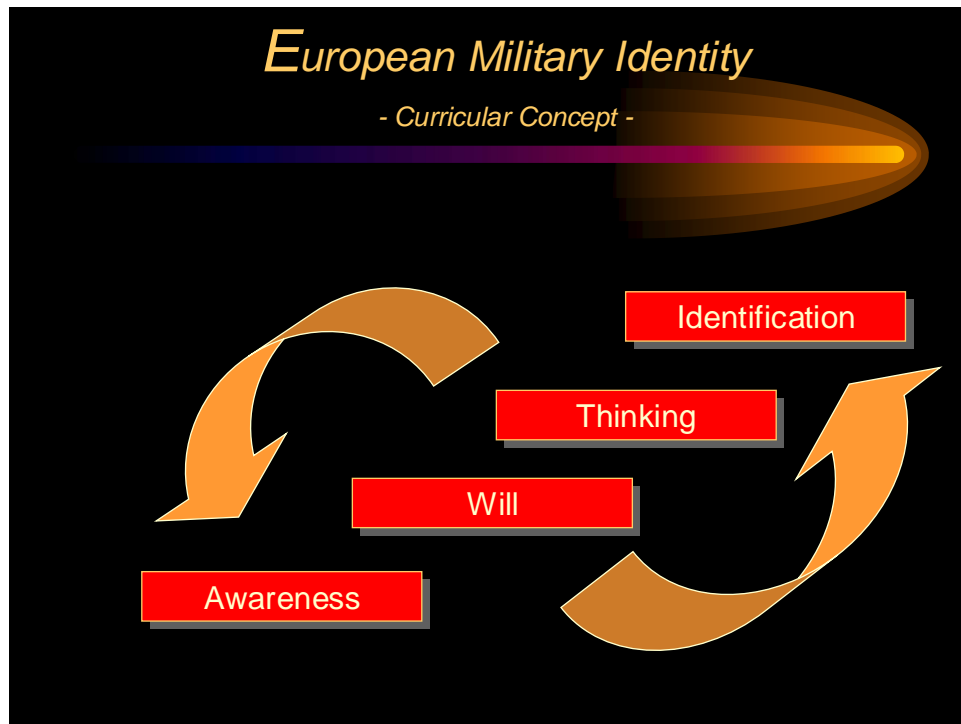 European Military Identity
- Curricular Concept -
Identification
Thinking
Will
Awareness